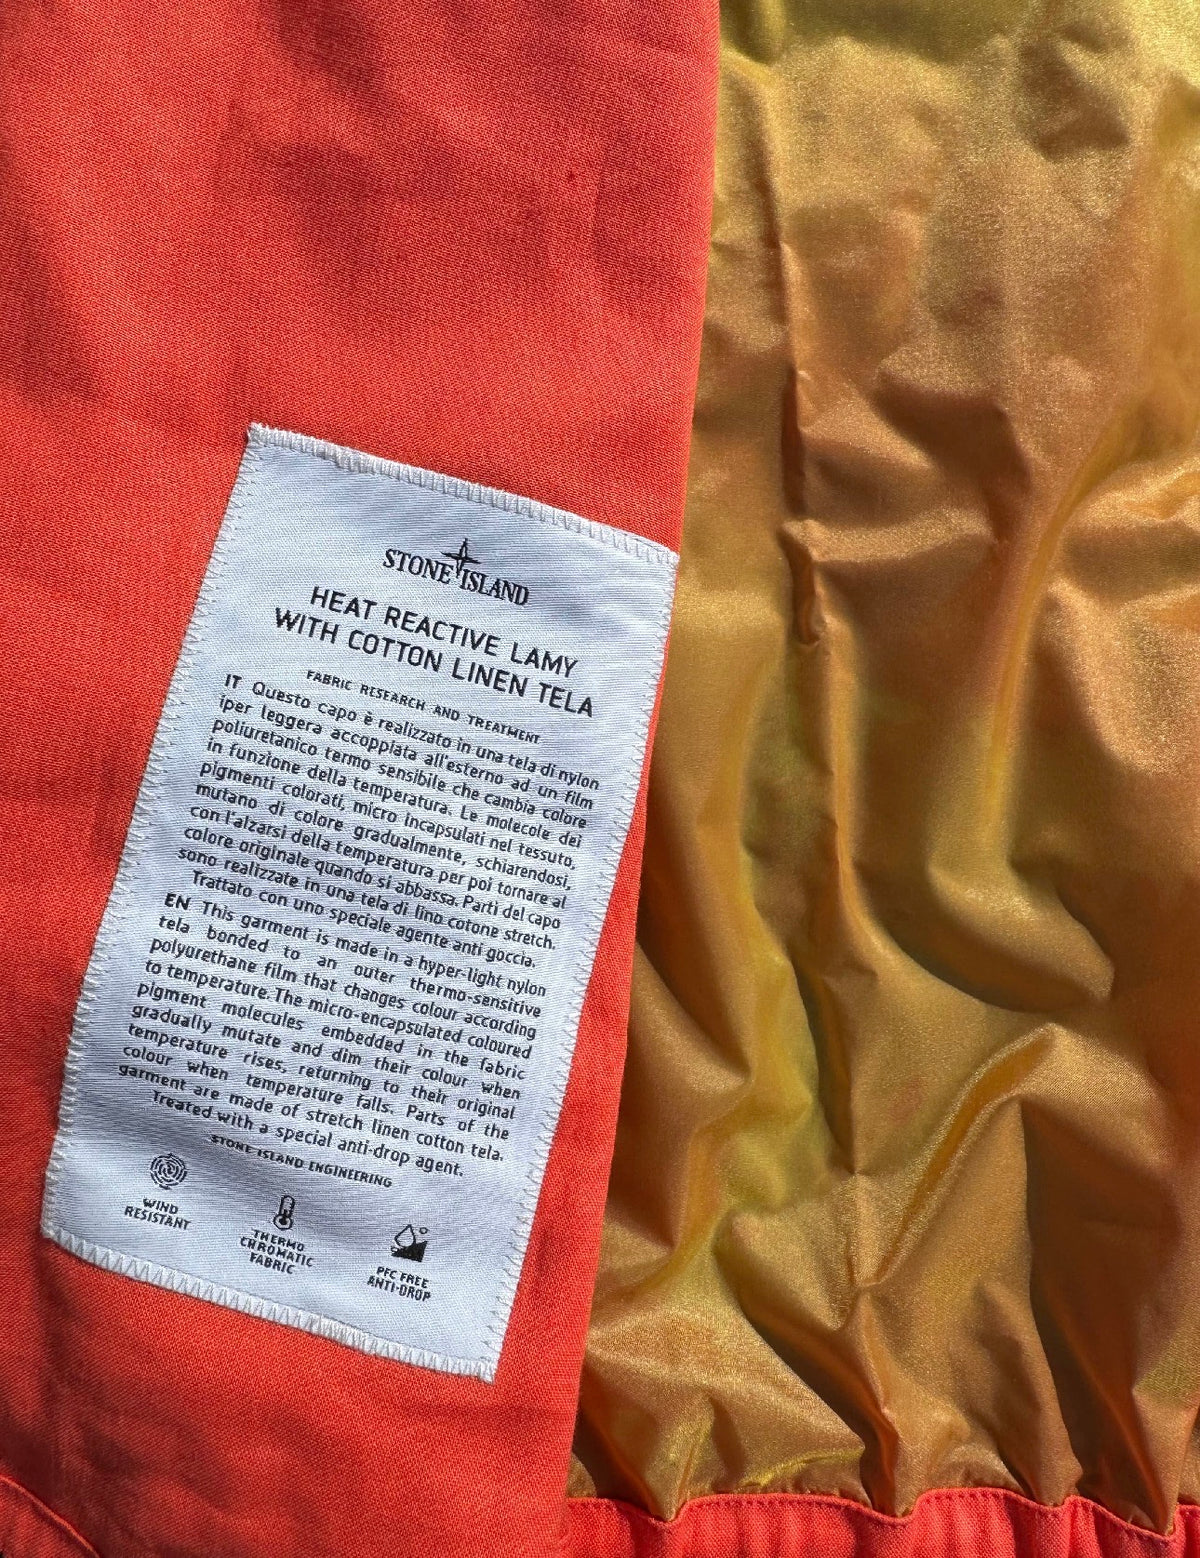 STONE ISLAND
HEAT REACTIVE LAMY
WITH COTTON LINEN TELA
FABRIC RESEARCH AND TREATMENT
IT Questo capo è realizzato in una tela di nylon
iper leggera accoppiata all'esterno ad un film
poliuretanico termo sensibile che cambia colore
in funzione della temperatura. Le molecole dei
pigmenti colorati, micro incapsulati nel tessuto,
mutano di colore gradualmente, schiarendosi,
con l'alzarsi della temperatura per poi tornare al
colore originale quando si abbassa. Parti del capo
sono realizzate in una tela di lino cotone stretch.
Trattato con uno speciale agente anti goccia.
EN This garment is made in a hyper-light nylon
tela bonded to an outer thermo-sensitive
polyurethane film that changes colour according
to temperature. The micro-encapsulated coloured
pigment molecules embedded in the fabric
gradually mutate and dim their colour when
temperature rises, returning to their original
colour when temperature falls. Parts of the
garment are made of stretch linen cotton tela.
Treated with a special anti-drop agent.
STONE ISLAND ENGINEERING
WIND
RESISTANT
THERMO
CHROMATIC
FABRIC
PFC FREE
ANTI-DROP